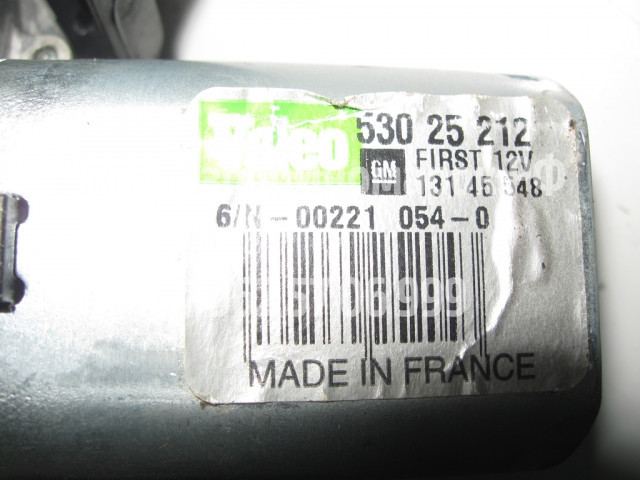 Valeo 530 25 212
GM FIRST 12V
131 45 548
6/N-00221 054-0
MADE IN FRANCE